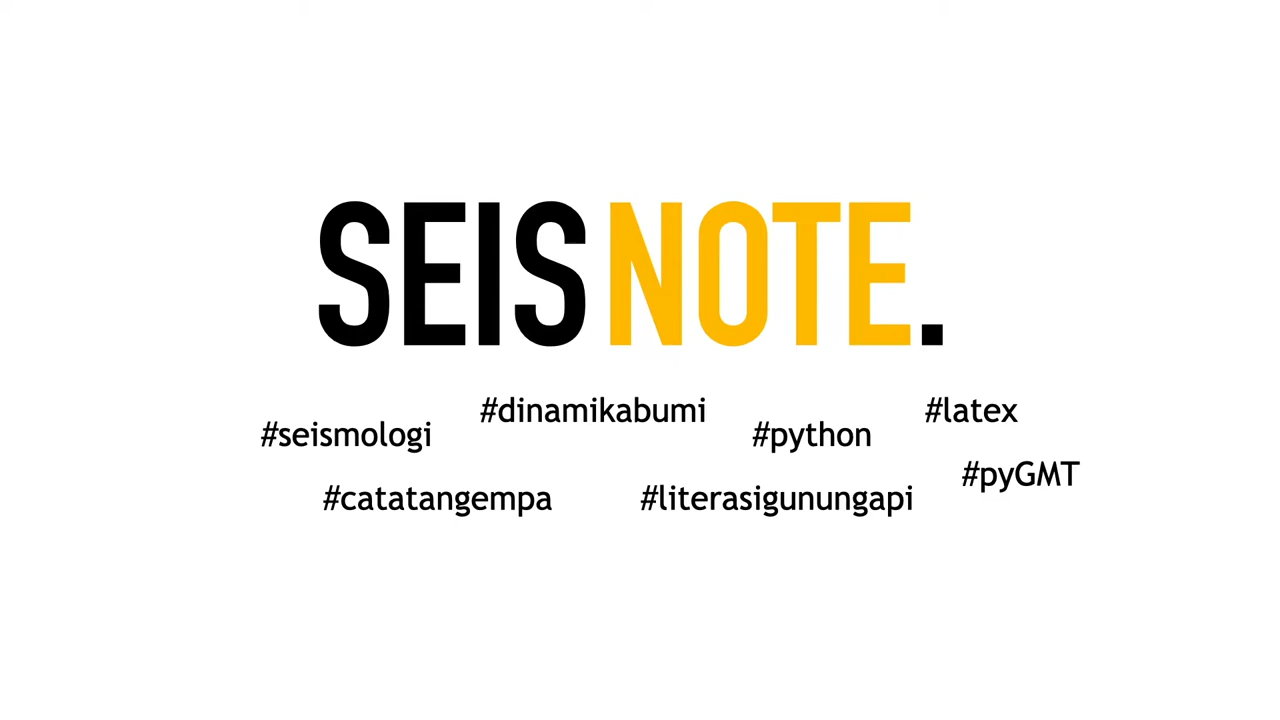 SEISNOTE.
#dinamikabumi #latex
#seismologi #python
#pyGMT
#catatangempa #literasigunungapi